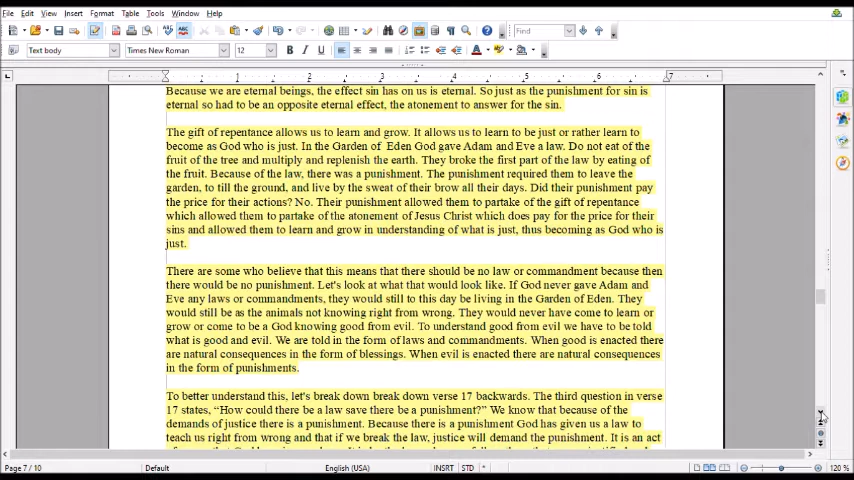 File Edit View Insert Format Table Tools Window Help
Find
Text body Times New Roman 12
1 2 3 4 5 6 7
Because we are eternal beings, the effect sin has on us is eternal. So just as the punishment for sin is
eternal so had to be an opposite eternal effect, the atonement to answer for the sin.
The gift of repentance allows us to learn and grow. It allows us to learn to be just or rather learn to
become as God who is just. In the Garden of Eden God gave Adam and Eve a law. Do not eat of the
fruit of the tree and multiply and replenish the earth. They broke the first part of the law by eating of
the fruit. Because of the law, there was a punishment. The punishment required them to leave the
garden, to till the ground, and live by the sweat of their brow all their days. Did their punishment pay
the price for their actions? No. Their punishment allowed them to partake of the gift of repentance
which allowed them to partake of the atonement of Jesus Christ which does pay for the price for their
sins and allowed them to learn and grow in understanding of what is just, thus becoming as God who is
just.
There are some who believe that this means that there should be no law or commandment because then
there would be no punishment. Let's look at what that would look like. If God never gave Adam and
Eve any laws or commandments, they would still to this day be living in the Garden of Eden. They
would still be as the animals not knowing right from wrong. They would never have come to learn or
grow or come to be a God knowing good from evil. To understand good from evil we have to be told
what is good and evil. We are told in the form of laws and commandments. When good is enacted there
are natural consequences in the form of blessings. When evil is enacted there are natural consequences
in the form of punishments.
To better understand this, let's break down break down verse 17 backwards. The third question in verse
17 states, “How could there be a law save there be a punishment?” We know that because of the
demands of justice there is a punishment. Because there is a punishment God has given us a law to
teach us right from wrong and that if we break the law, justice will demand the punishment. It is an act
Page 7 / 10 Default English (USA) INSRT STD * 120 %